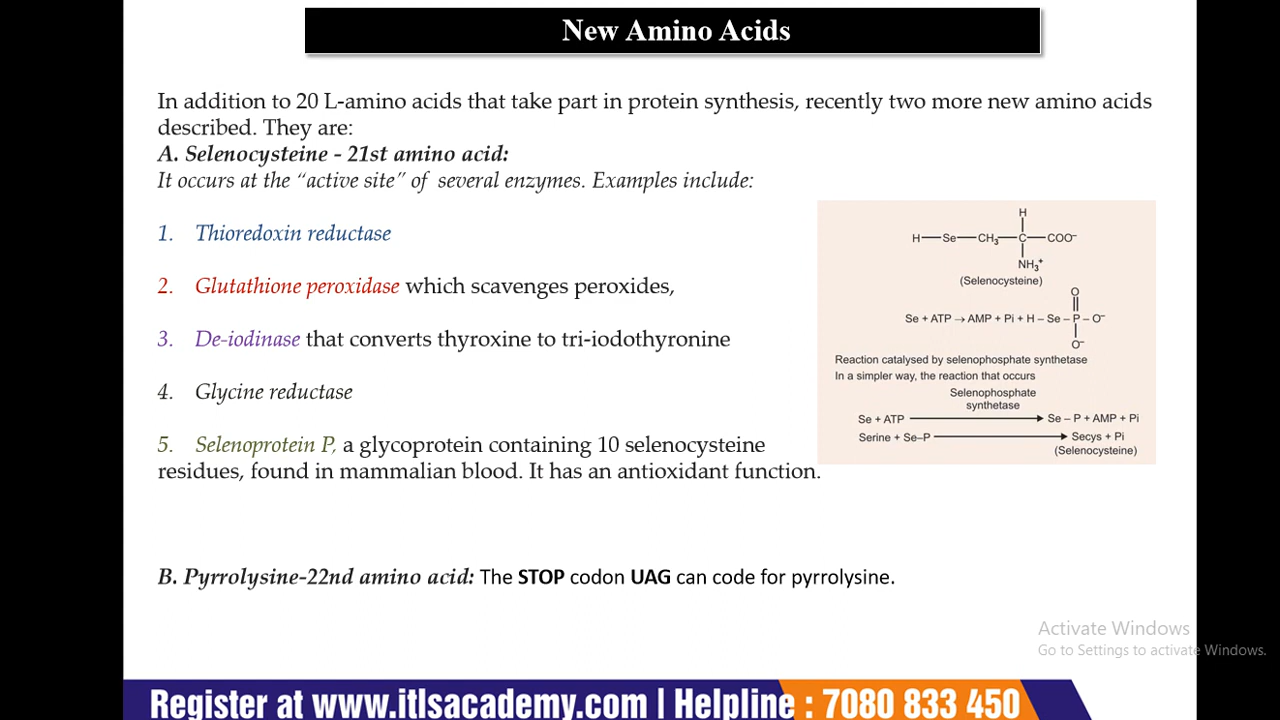 New Amino Acids
In addition to 20 L-amino acids that take part in protein synthesis, recently two more new amino acids
described. They are:
A. Selenocysteine - 21st amino acid:
It occurs at the “active site” of several enzymes. Examples include:
1. Thioredoxin reductase
2. Glutathione peroxidase which scavenges peroxides,
3. De-iodinase that converts thyroxine to tri-iodothyronine
4. Glycine reductase
5. Selenoprotein P, a glycoprotein containing 10 selenocysteine
residues, found in mammalian blood. It has an antioxidant function.
H
H—Se—CH₃—C—COO⁻
NH₃⁺
(Selenocysteine)
O
Se + ATP → AMP + Pi + H – Se – P – O⁻
O⁻
Reaction catalysed by selenophosphate synthetase
In a simpler way, the reaction that occurs
Selenophosphate
synthetase
Se + ATP → Se – P + AMP + Pi
Serine + Se–P → Secys + Pi
(Selenocysteine)
B. Pyrrolysine-22nd amino acid: The STOP codon UAG can code for pyrrolysine.
Activate Windows
Go to Settings to activate Windows.
Register at www.itlsacademy.com | Helpline : 7080 833 450